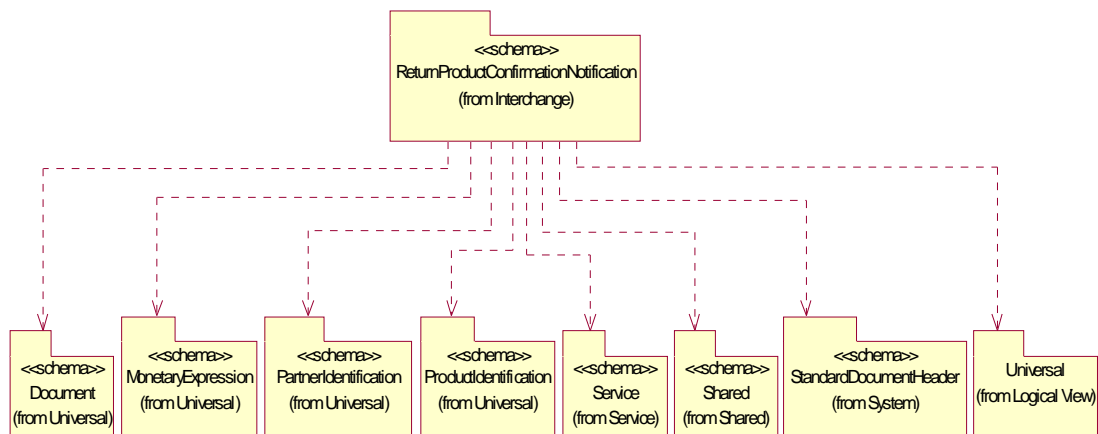 <<schema>>
ReturnProductConfirmationNotification
(from Interchange)
<<schema>>
Document
(from Universal)
<<schema>>
MonetaryExpression
(from Universal)
<<schema>>
PartnerIdentification
(from Universal)
<<schema>>
ProductIdentification
(from Universal)
<<schema>>
Service
(from Service)
<<schema>>
Shared
(from Shared)
<<schema>>
StandardDocumentHeader
(from System)
Universal
(from Logical View)